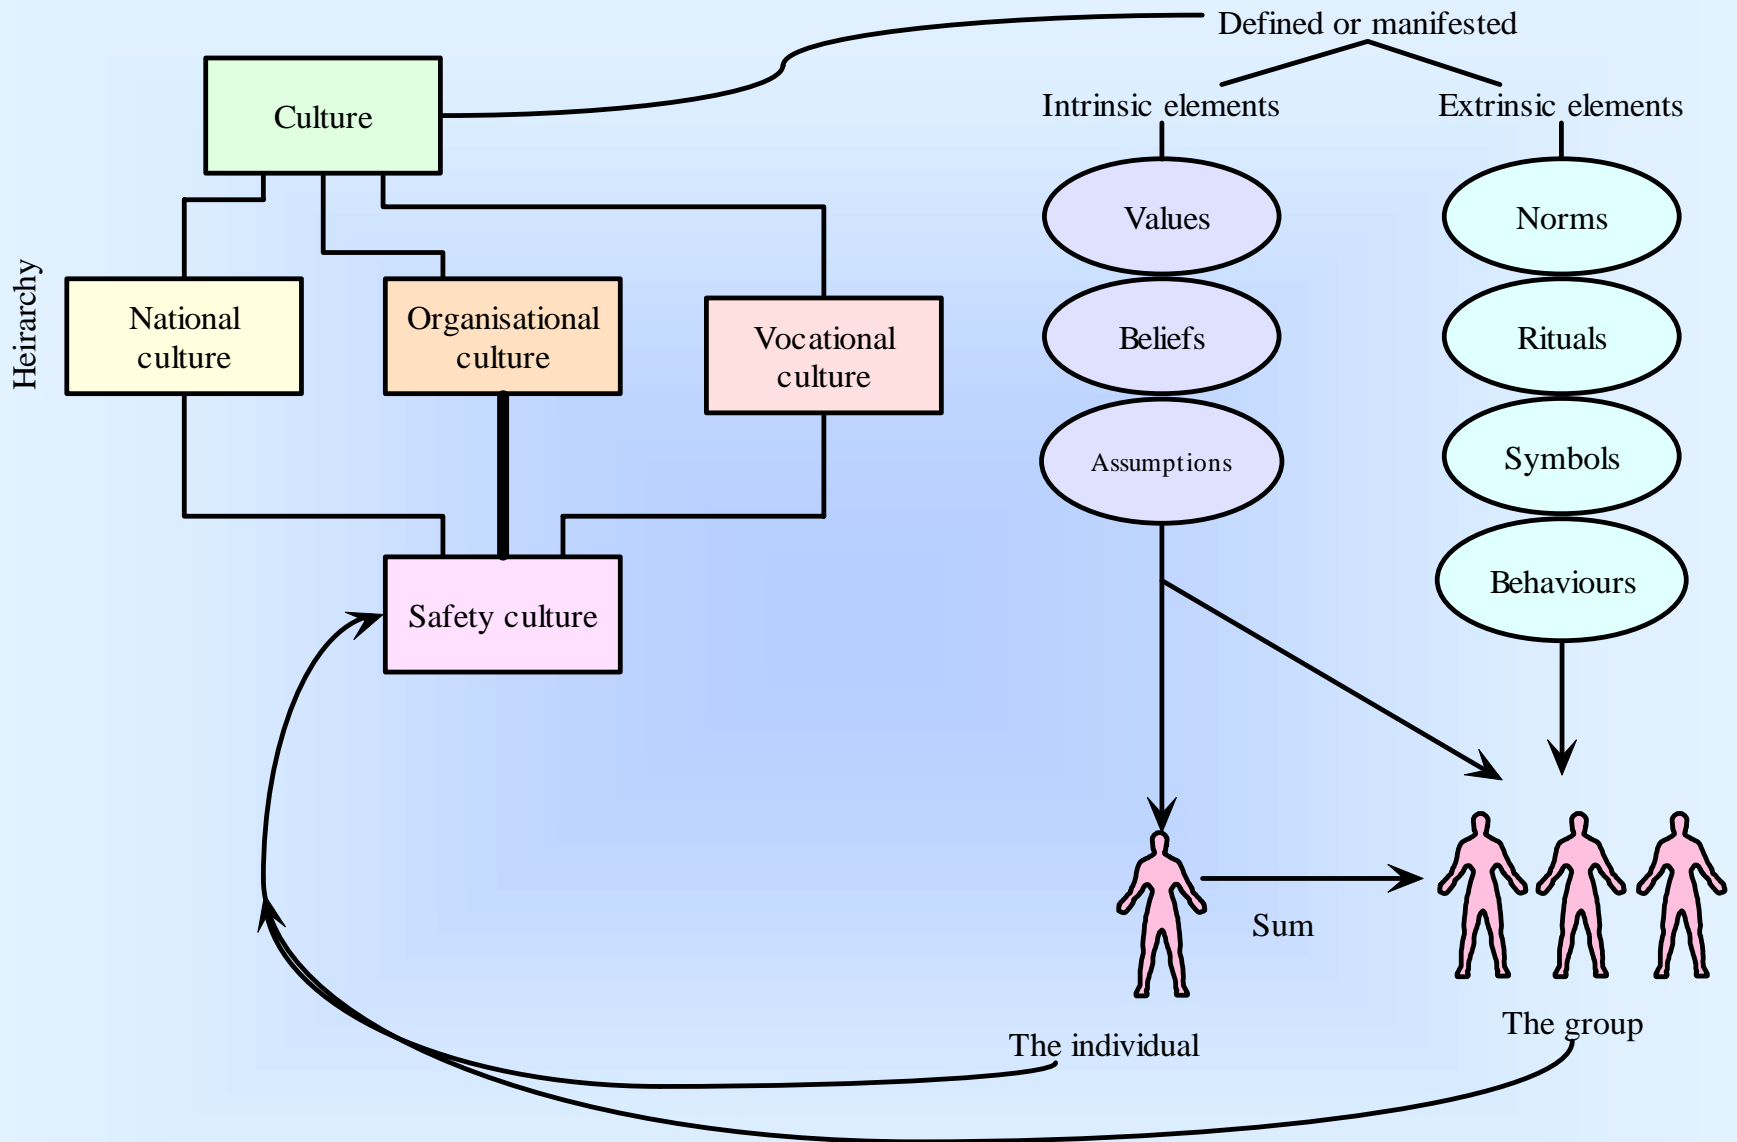 Defined or manifested
Culture
Intrinsic elements
Extrinsic elements
Values
Norms
Heirarchy
National
culture
Organisational
culture
Vocational
culture
Beliefs
Rituals
Assumptions
Symbols
Behaviours
Safety culture
Sum
The individual
The group